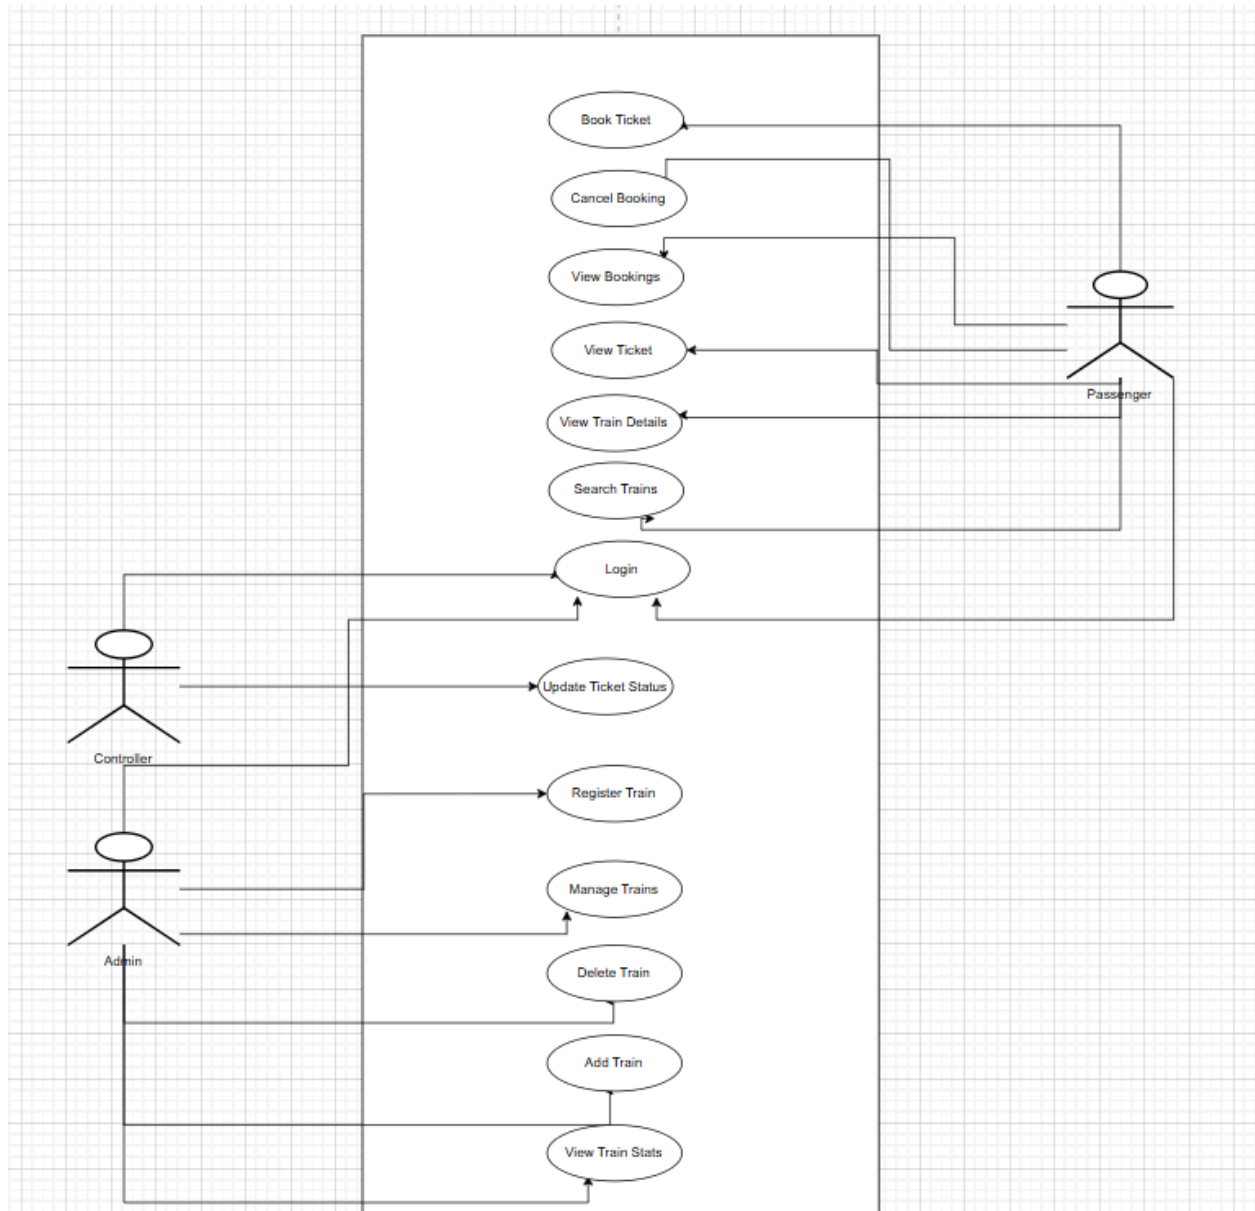 Book Ticket
Cancel Booking
View Bookings
View Ticket
Passenger
View Train Details
Search Trains
Login
Update Ticket Status
Controller
Register Train
Manage Trains
Admin
Delete Train
Add Train
View Train Stats